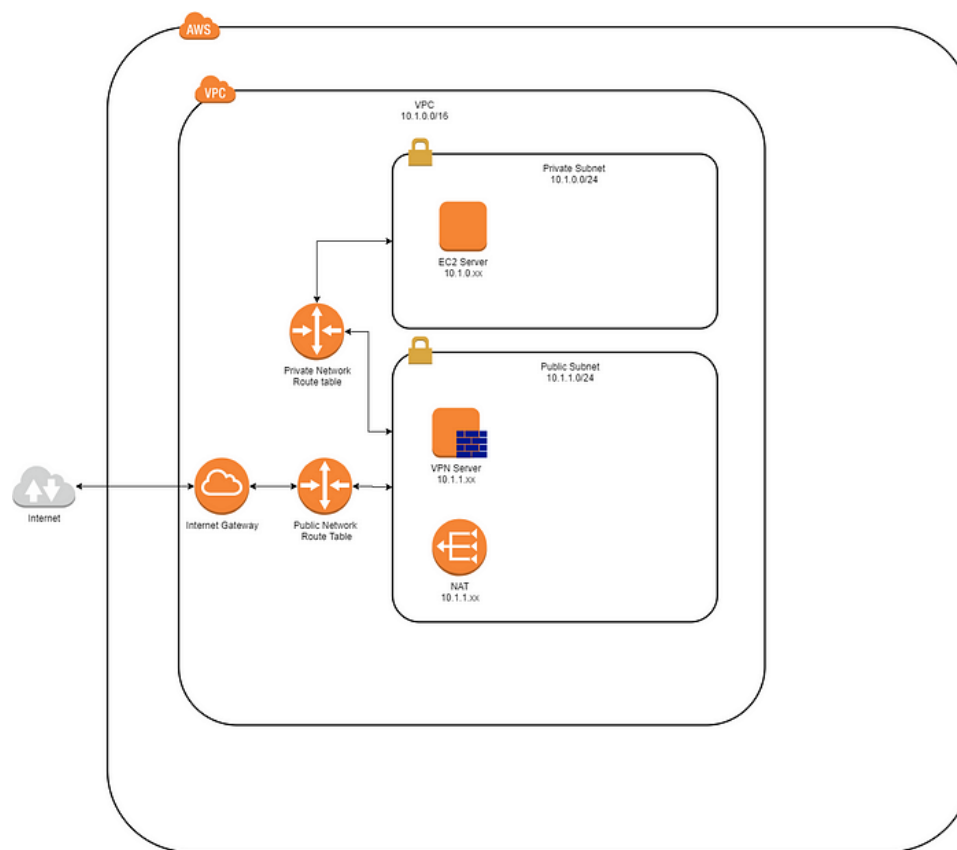 AWS
VPC
VPC
10.1.0.0/16
Private Subnet
10.1.0.0/24
EC2 Server
10.1.0.xx
Private Network
Route table
Public Subnet
10.1.1.0/24
VPN Server
10.1.1.xx
Internet
Internet Gateway
Public Network
Route Table
NAT
10.1.1.xx